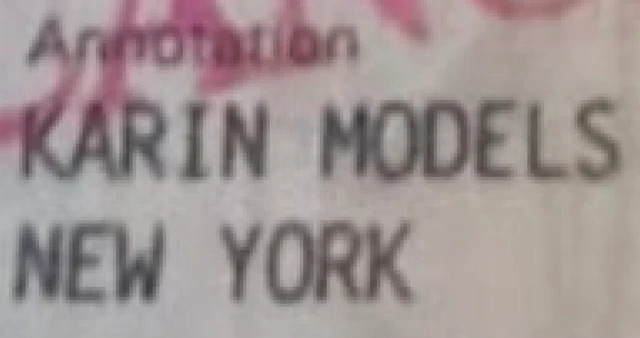 Annotation
KARIN MODELS
NEW YORK